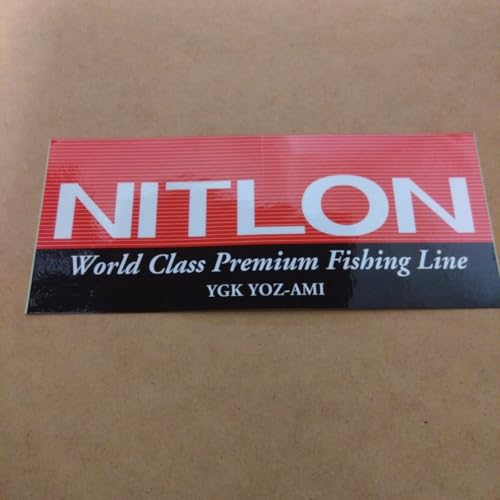 NITLON
World Class Premium Fishing Line
YGK YOZ-AMI